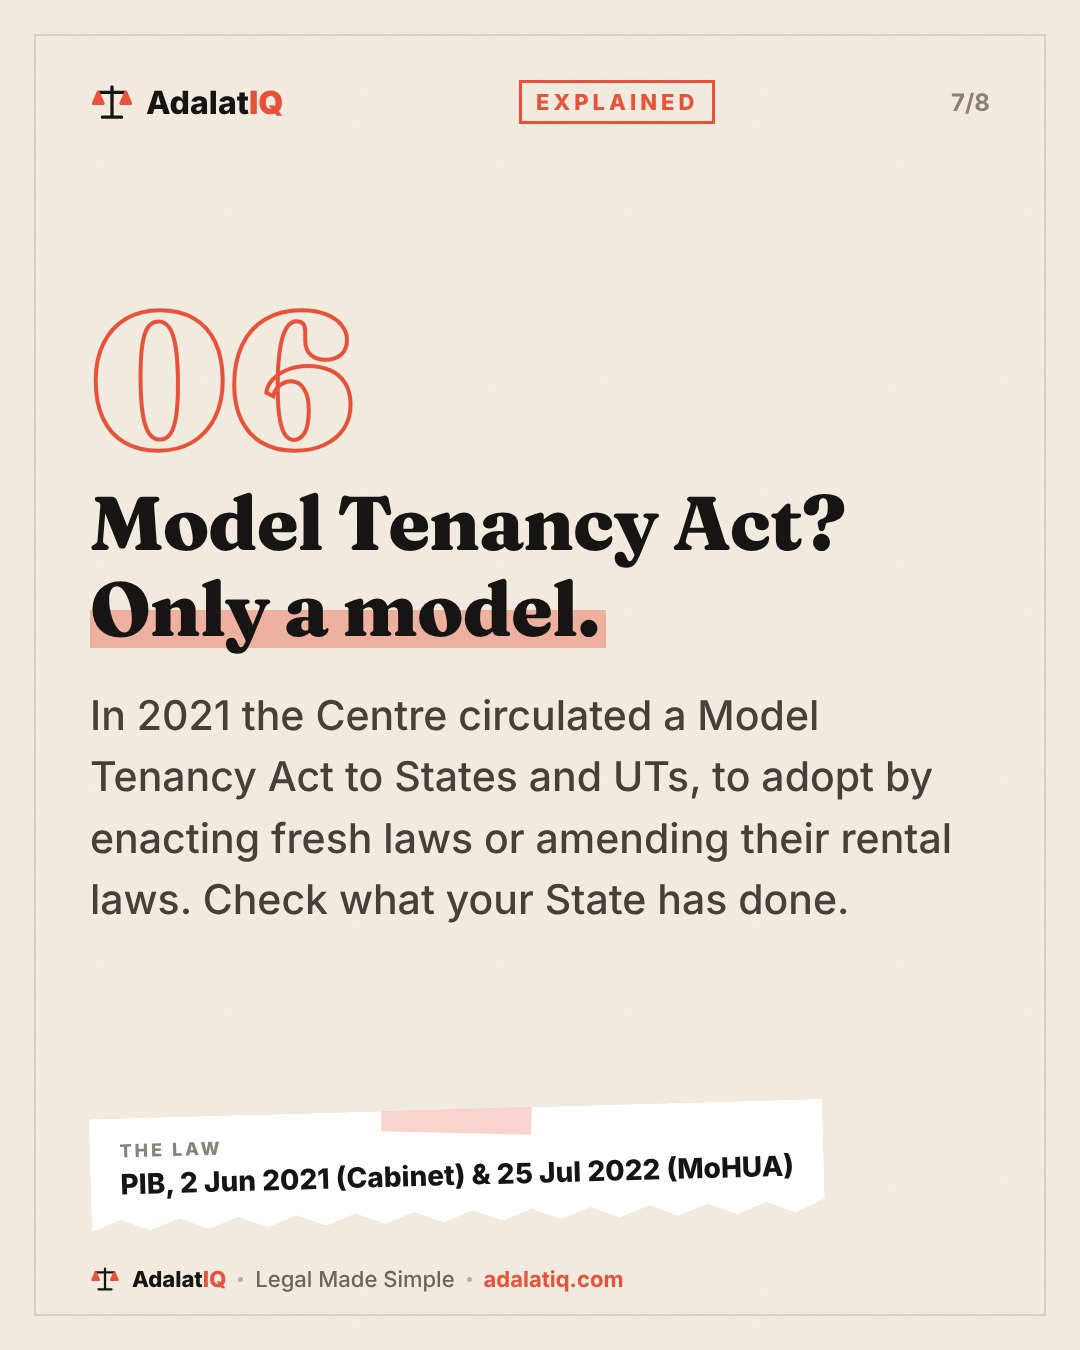 AdalatIQ
EXPLAINED
7/8
06
Model Tenancy Act?
Only a model.
In 2021 the Centre circulated a Model
Tenancy Act to States and UTs, to adopt by
enacting fresh laws or amending their rental
laws. Check what your State has done.
THE LAW
PIB, 2 Jun 2021 (Cabinet) & 25 Jul 2022 (MoHUA)
AdalatIQ • Legal Made Simple • adalatiq.com